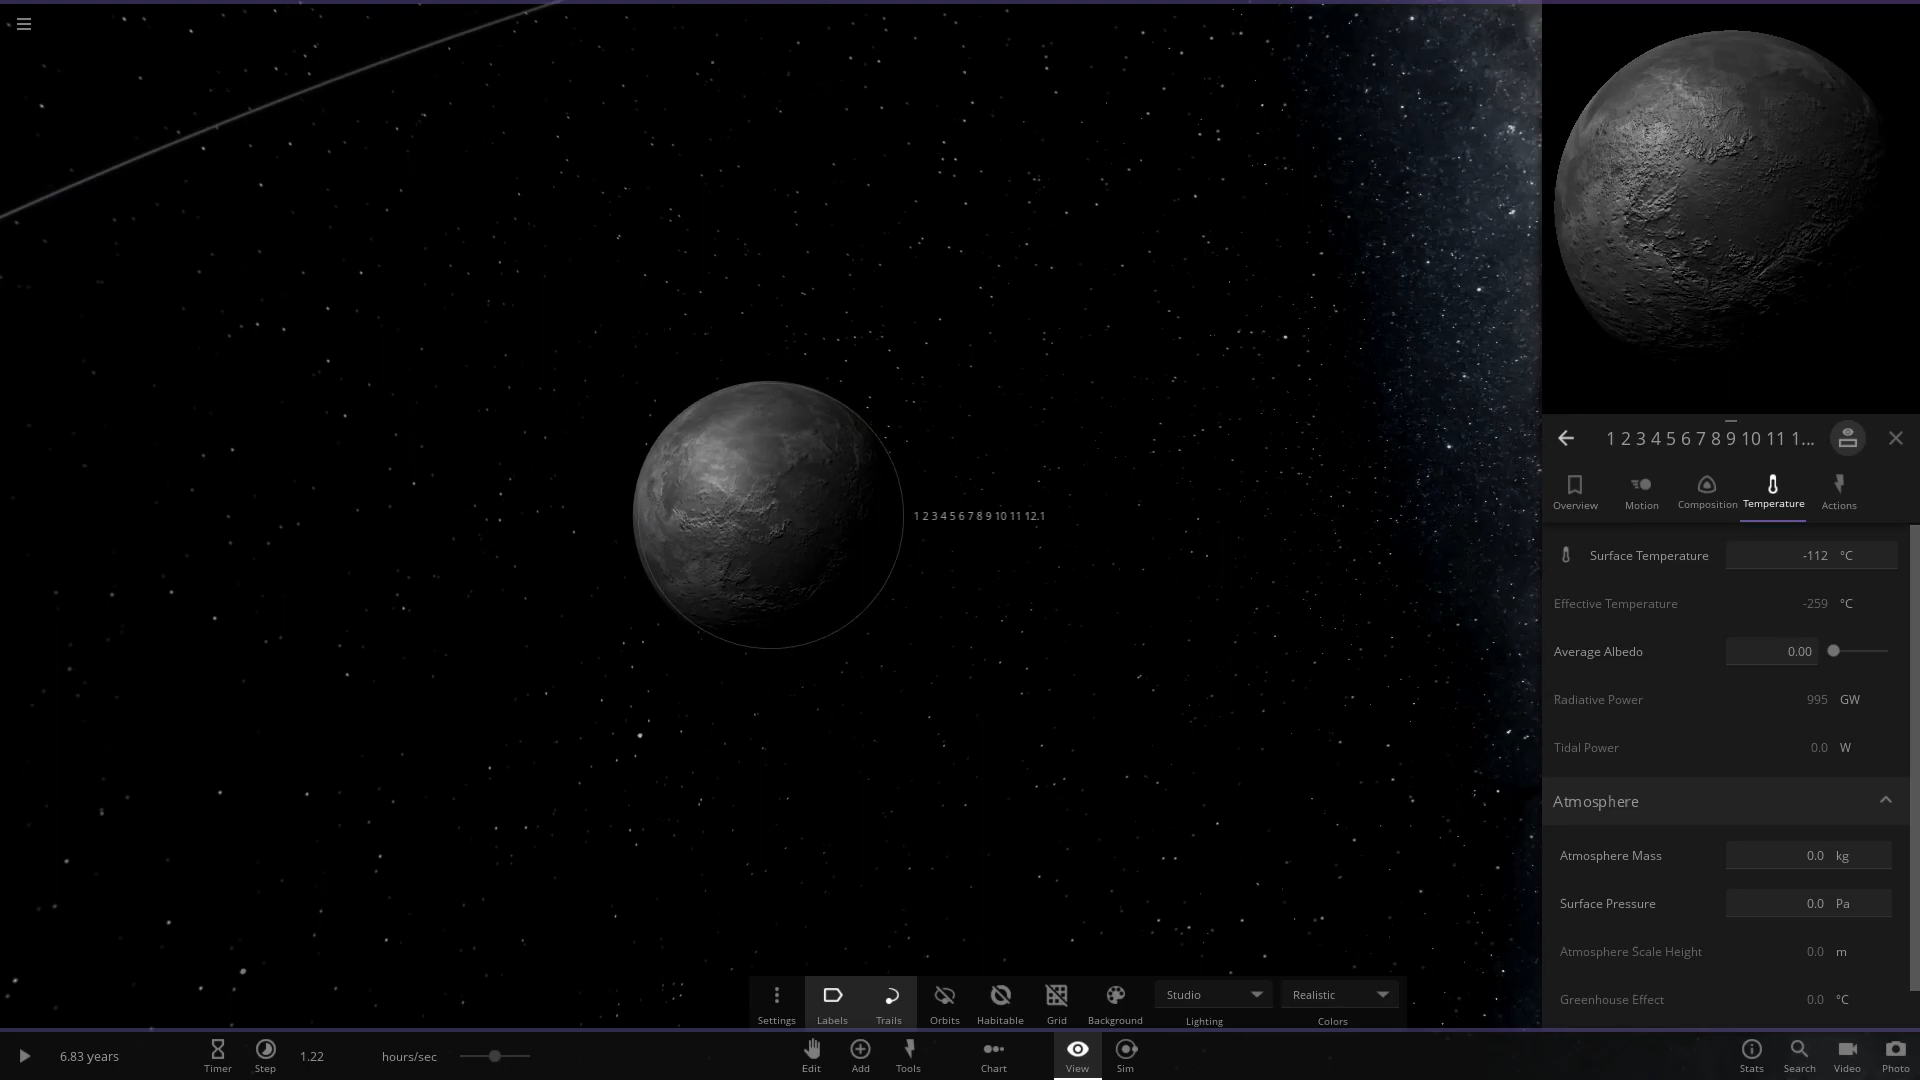 1 2 3 4 5 6 7 8 9 10 11 12.1
1 2 3 4 5 6 7 8 9 10 11 1...
Overview Motion Composition Temperature Actions
Surface Temperature -112 °C
Effective Temperature -259 °C
Average Albedo 0.00
Radiative Power 995 GW
Tidal Power 0.0 W
Atmosphere
Atmosphere Mass 0.0 kg
Surface Pressure 0.0 Pa
Atmosphere Scale Height 0.0 m
Greenhouse Effect 0.0 °C
Studio Realistic
Settings Labels Trails Orbits Habitable Grid Background Lighting Colors
6.83 years Timer Step 1.22 hours/sec Edit Add Tools Chart View Sim Stats Search Video Photo